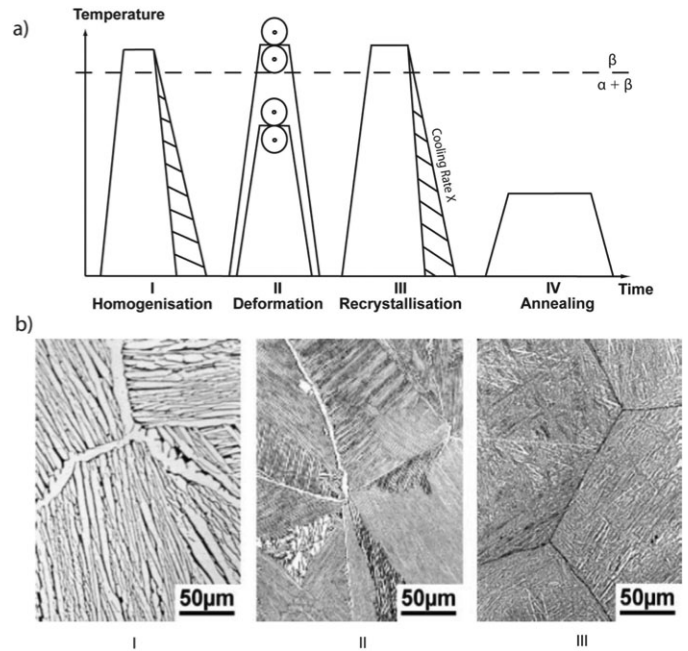 a)
Temperature
β
α + β
Cooling Rate X
I
II
III
IV
Time
Homogenisation
Deformation
Recrystallisation
Annealing
b)
50µm
50µm
50µm
I
II
III